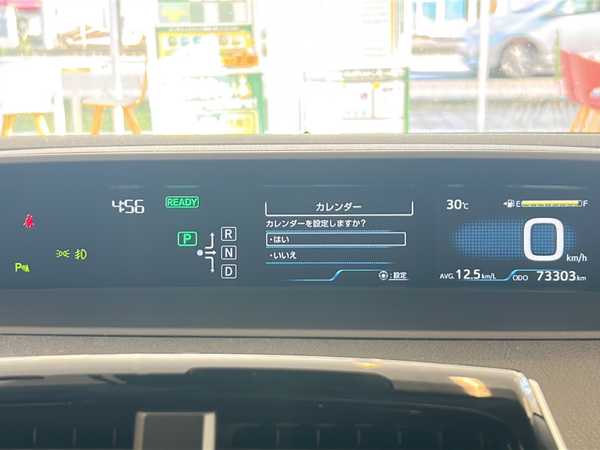 4:56
READY
P
R
N
D
P
カレンダー
カレンダーを設定しますか?
・はい
・いいえ
:設定
30℃
E
F
0
km/h
AVG. 12.5 km/L
ODO 73303 km